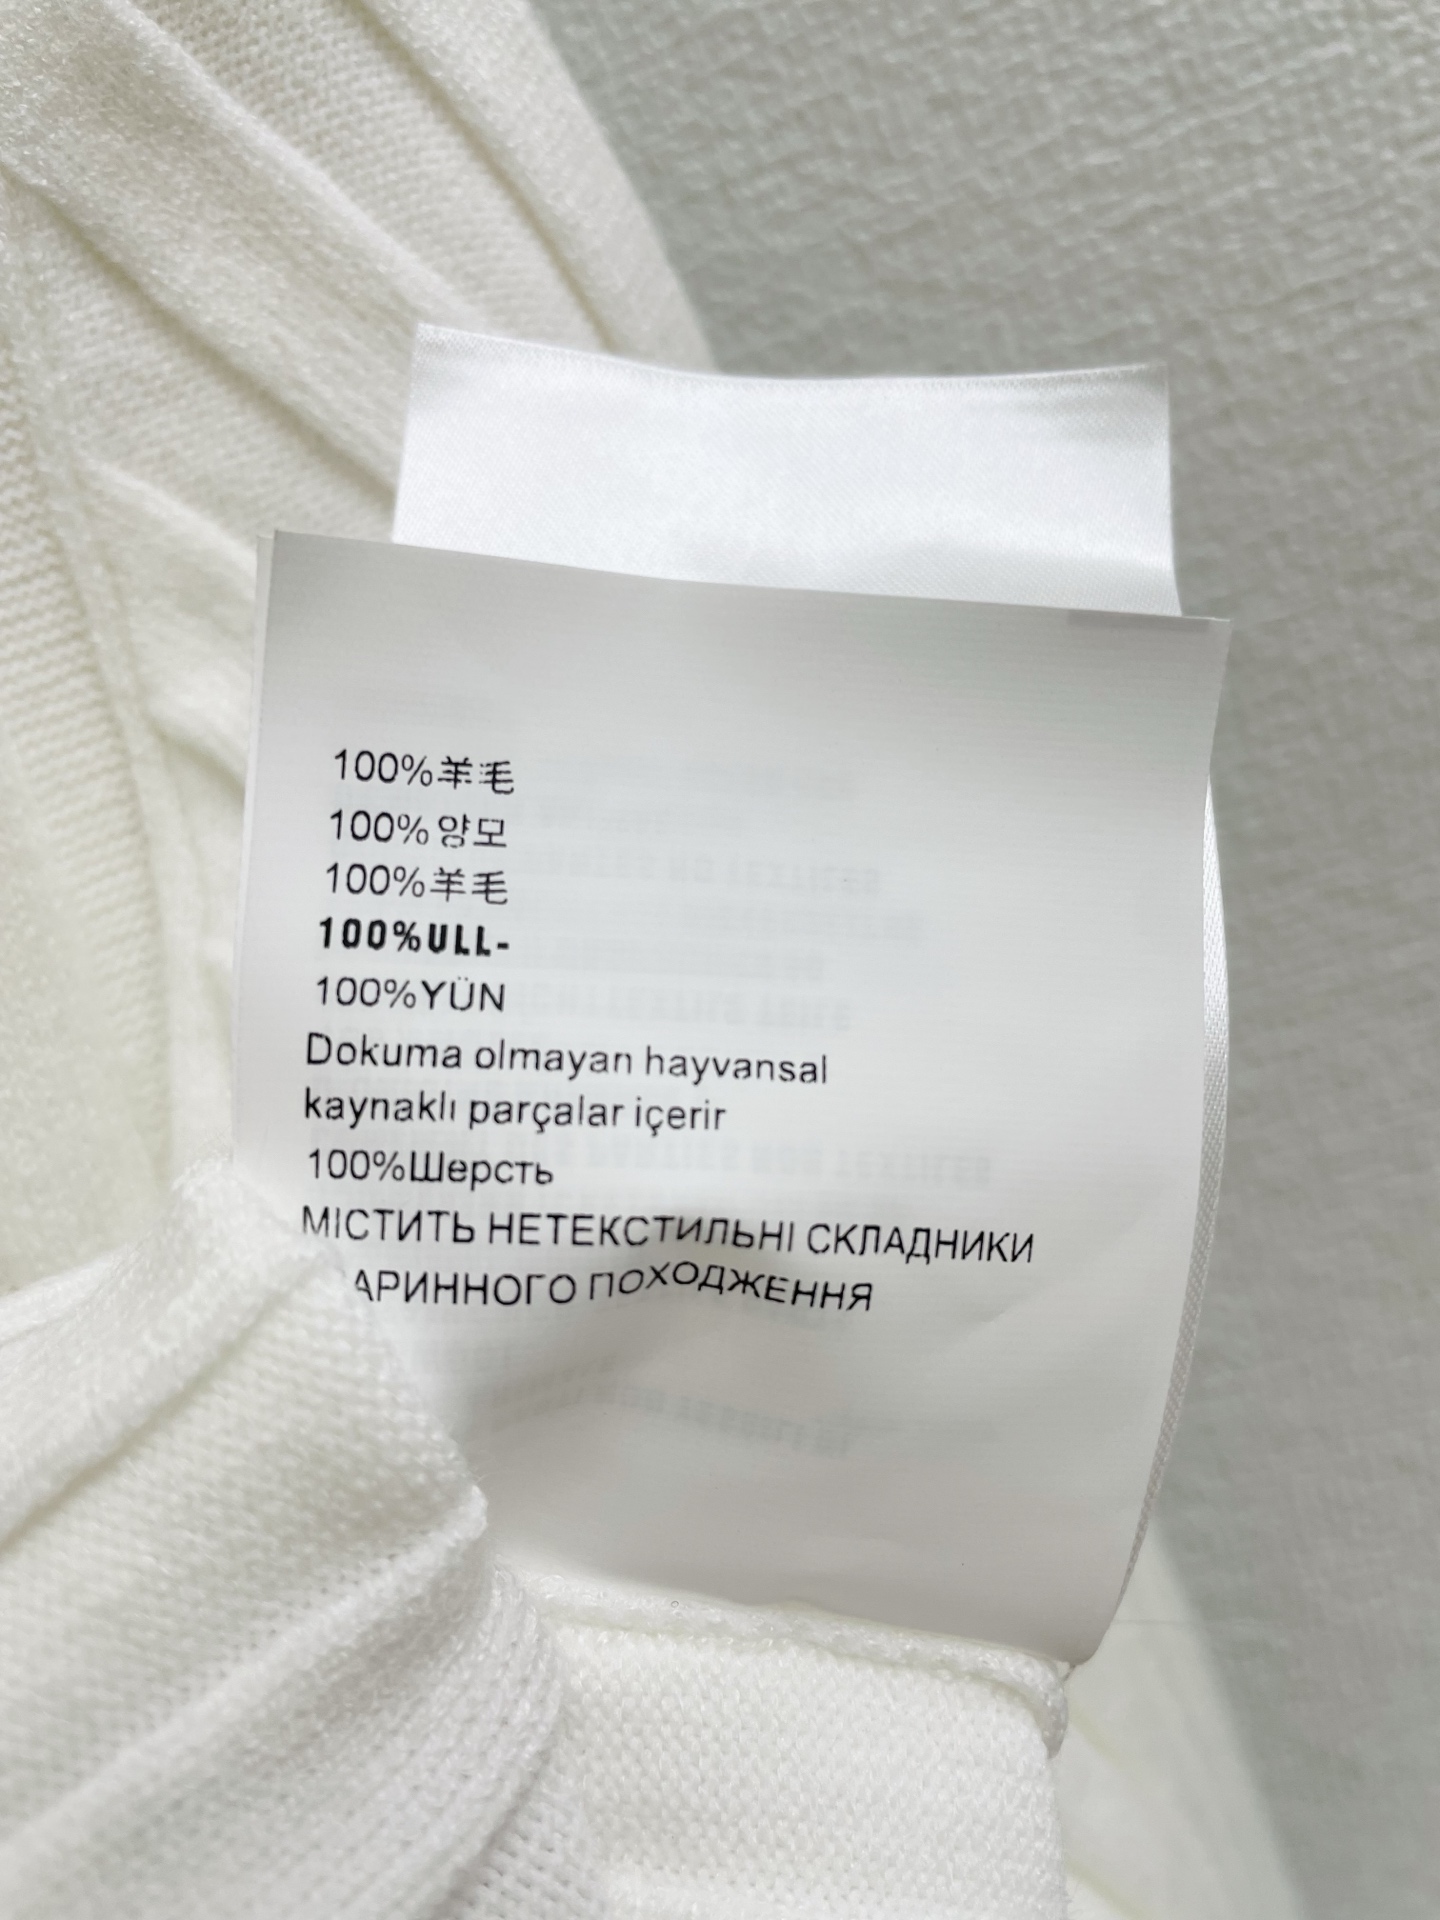 100%羊毛
100%양모
100%羊毛
100%ULL-
100%YÜN
Dokuma olmayan hayvansal
kaynaklı parçalar içerir
100%Шерсть
МІСТИТЬ НЕТЕКСТИЛЬНІ СКЛАДНИКИ
АРИННОГО ПОХОДЖЕННЯ